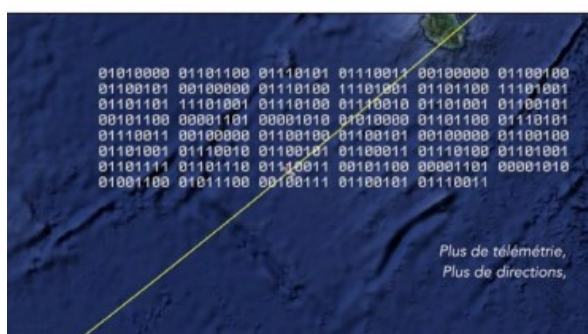 01010000 01101100 01110101 01110011 00100000 01100100
01100101 00100000 01110100 11101001 01101100 11101001
01101101 11101001 01110100 01110010 01101001 01100101
00101100 00001101 00001010 01010000 01101100 01110101
01110011 00100000 01100100 01100101 00100000 01100100
01101001 01110010 01100101 01100011 01110100 01101001
01101111 01101110 01110011 00101100 00001101 00001010
01001100 01011100 00100111 01100101 01110011
Plus de télémétrie,
Plus de directions,